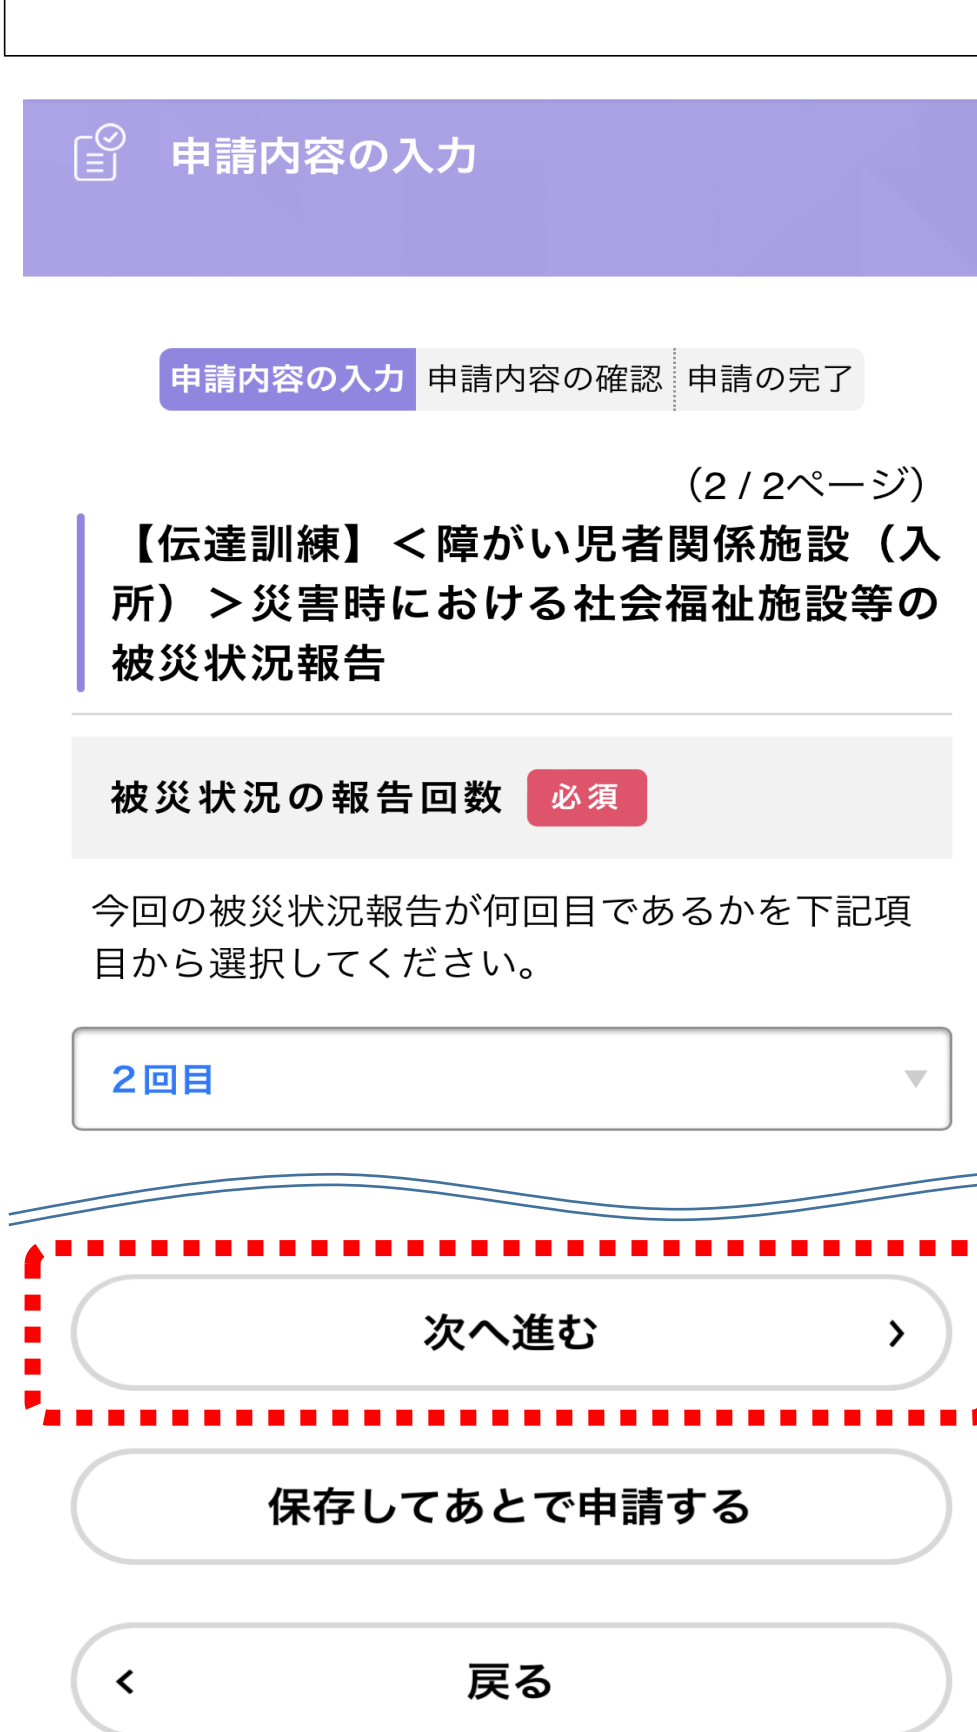 申請内容の入力
申請内容の入力 申請内容の確認 申請の完了
（2 / 2ページ）
【伝達訓練】＜障がい児者関係施設（入
所）＞災害時における社会福祉施設等の
被災状況報告
被災状況の報告回数 必須
今回の被災状況報告が何回目であるかを下記項
目から選択してください。
２回目
次へ進む
保存してあとで申請する
戻る